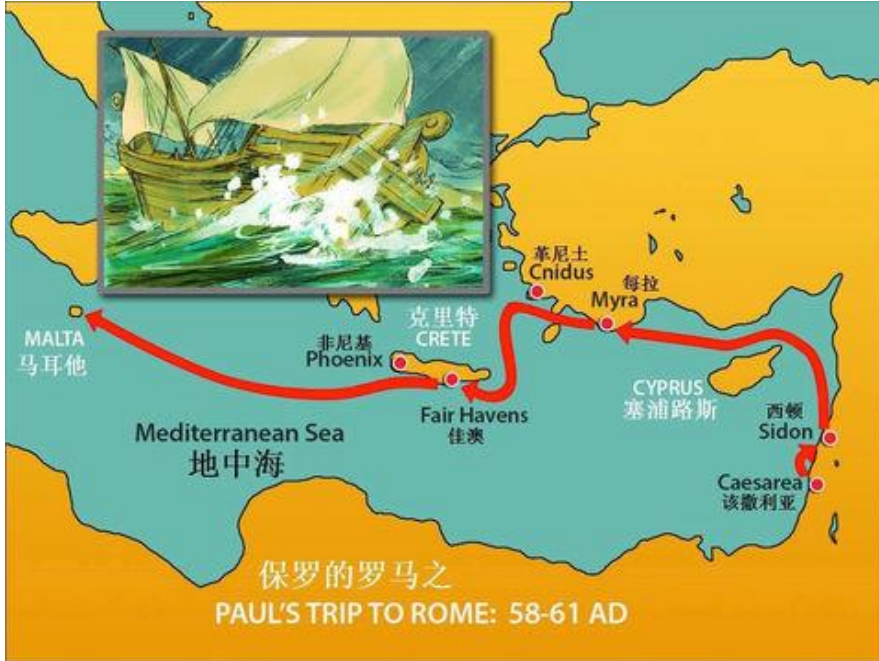 革尼土
Cnidus
每拉
Myra
克里特
CRETE
非尼基
Phoenix
MALTA
马耳他
CYPRUS
塞浦路斯
西顿
Sidon
Fair Havens
佳澳
Mediterranean Sea
地中海
Caesarea
该撒利亚
保罗的罗马之
PAUL'S TRIP TO ROME: 58-61 AD